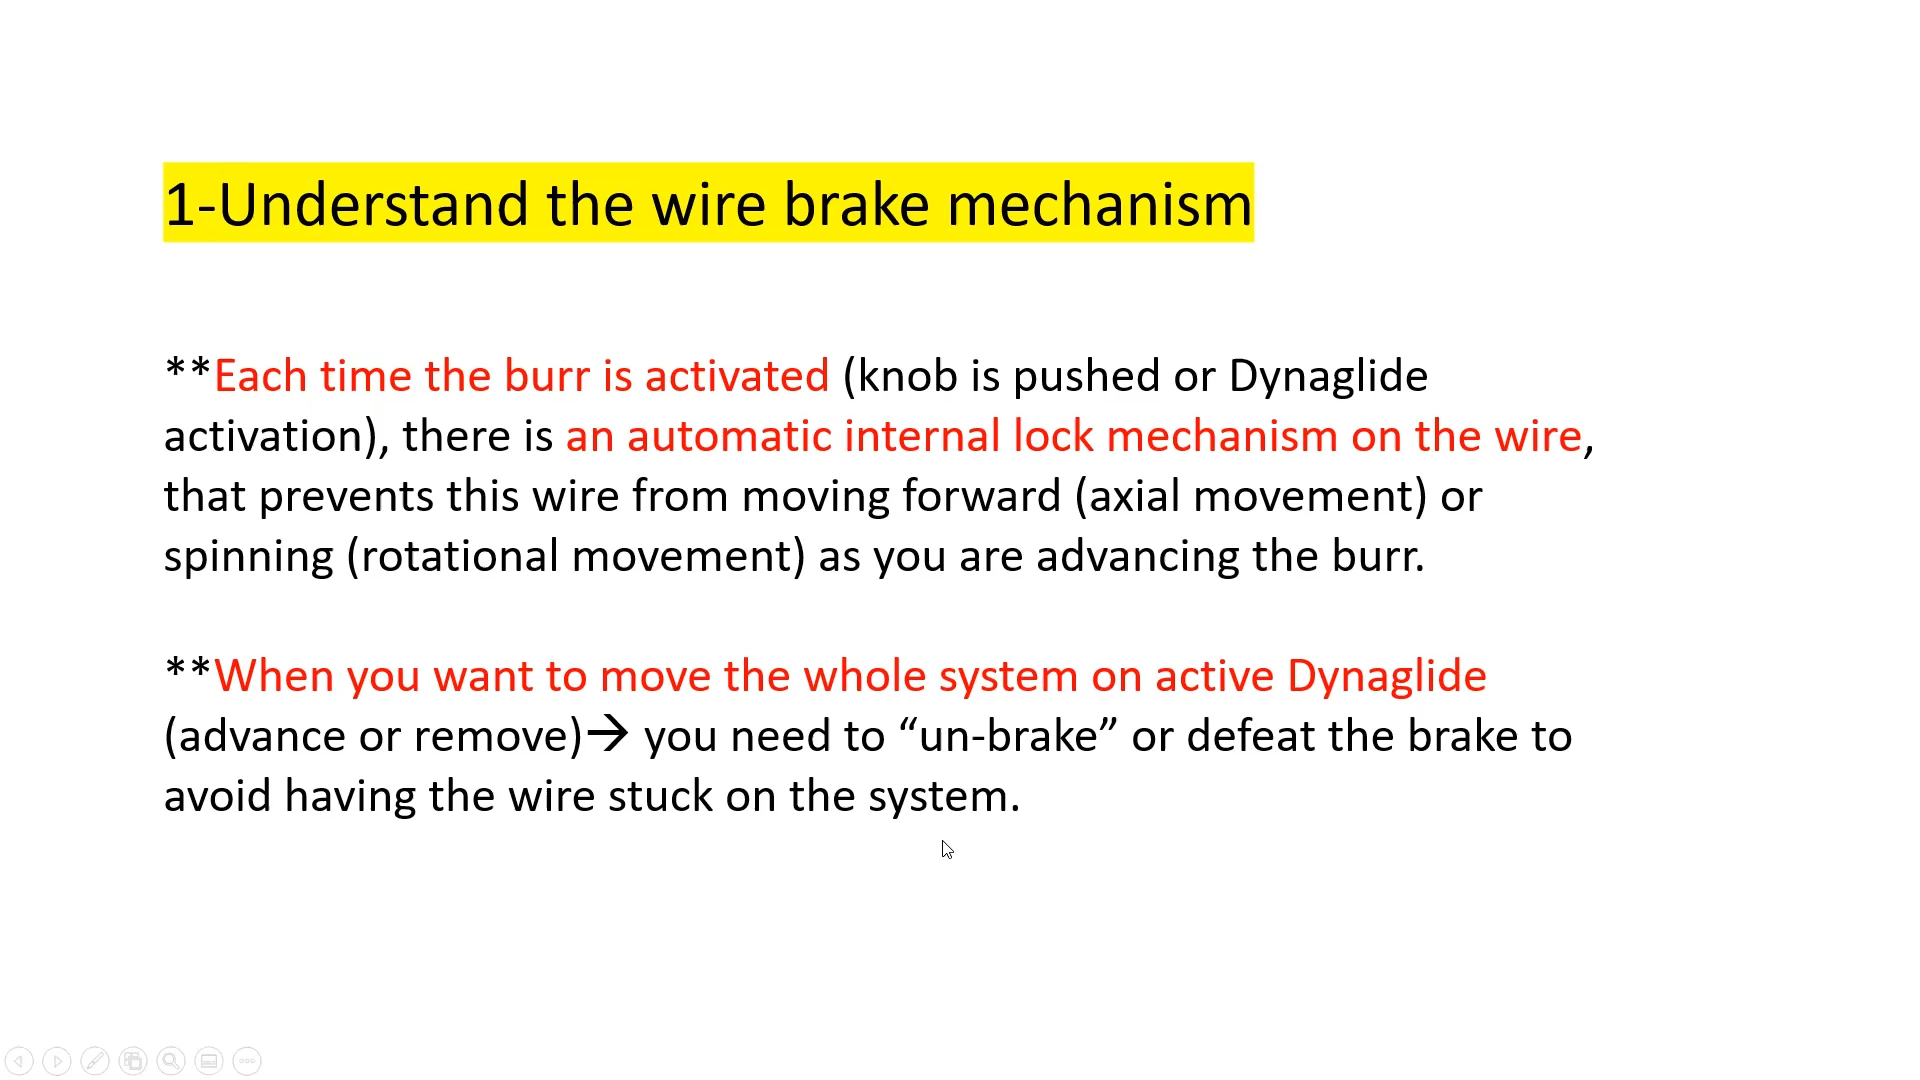 1-Understand the wire brake mechanism
**Each time the burr is activated (knob is pushed or Dynaglide
activation), there is an automatic internal lock mechanism on the wire,
that prevents this wire from moving forward (axial movement) or
spinning (rotational movement) as you are advancing the burr.
**When you want to move the whole system on active Dynaglide
(advance or remove)→ you need to “un-brake” or defeat the brake to
avoid having the wire stuck on the system.